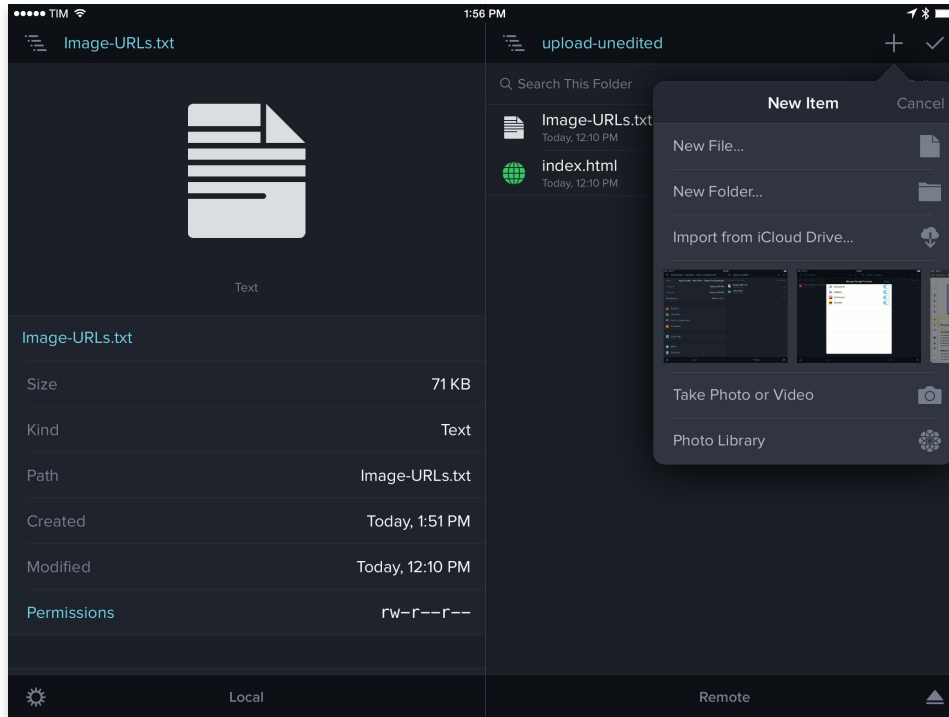 TIM
1:56 PM
Image-URLs.txt
Text
Image-URLs.txt
Size 71 KB
Kind Text
Path Image-URLs.txt
Created Today, 1:51 PM
Modified Today, 12:10 PM
Permissions rw-r--r--
Local
upload-unedited
Search This Folder
Image-URLs.txt
Today, 12:10 PM
index.html
Today, 12:10 PM
New Item Cancel
New File...
New Folder...
Import from iCloud Drive...
Take Photo or Video
Photo Library
Remote